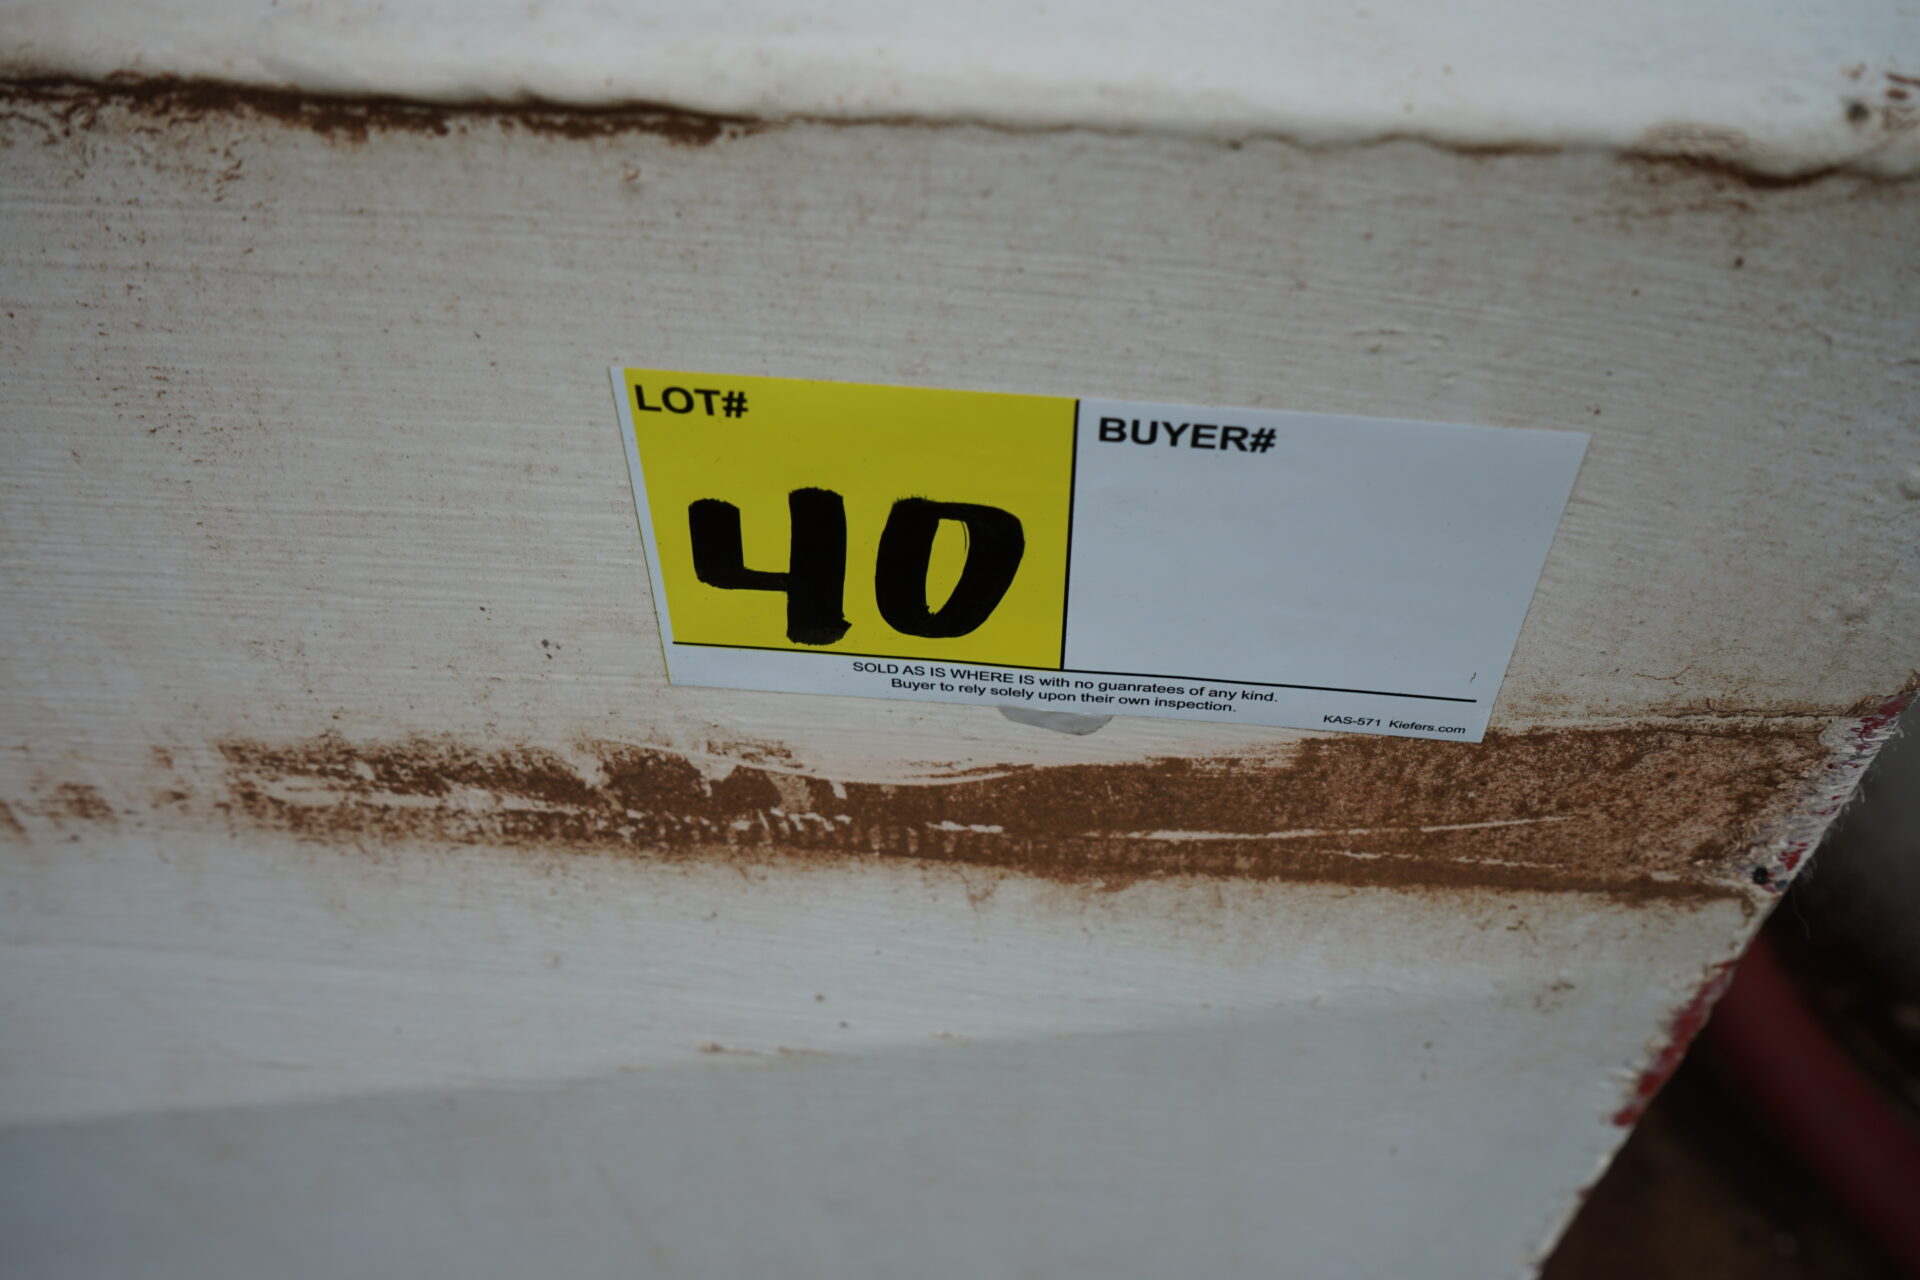 LOT#
BUYER#
40
SOLD AS IS WHERE IS with no guanratees of any kind.
Buyer to rely solely upon their own inspection.
KAS-571 Kiefers.com